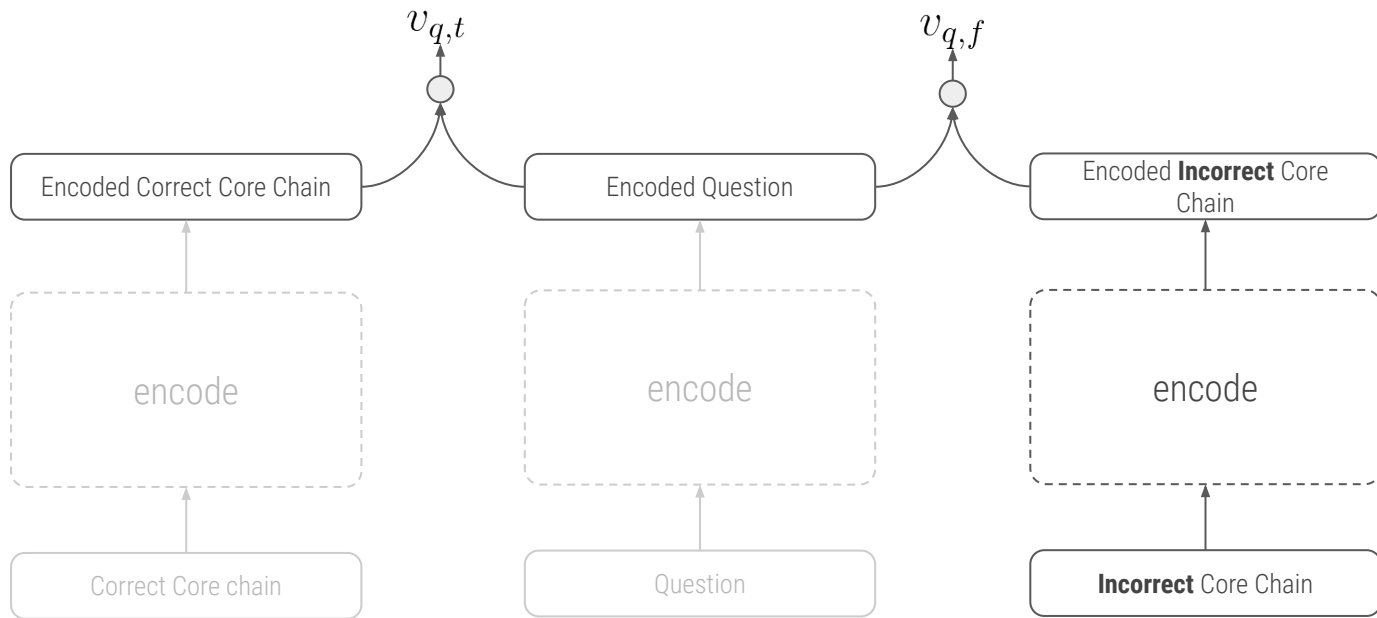 v_{q,t}
v_{q,f}
Encoded Correct Core Chain
Encoded Question
Encoded Incorrect Core
Chain
encode
encode
encode
Correct Core chain
Question
Incorrect Core Chain